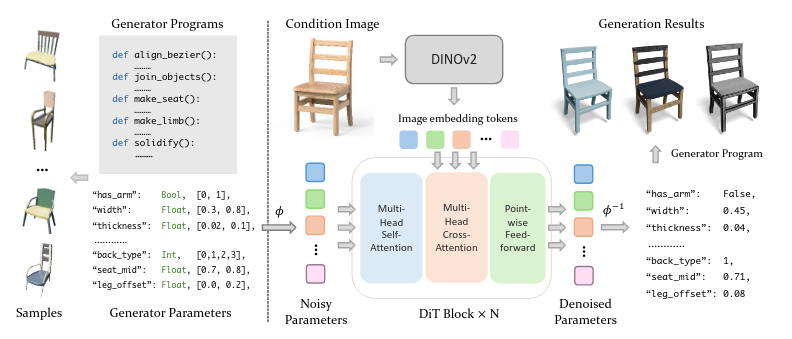 Generator Programs
def align_bezier():
.........
def join_objects():
.........
def make_seat():
.........
def make_limb():
.........
def solidify():
.........
...
"has_arm": Bool, [0, 1],
"width": Float, [0.3, 0.8],
"thickness": Float, [0.02, 0.1],
............
"back_type": Int, [0,1,2,3],
"seat_mid": Float, [0.7, 0.8],
"leg_offset": Float, [0.0, 0.2],
Samples
Generator Parameters
ϕ
Condition Image
DINOv2
Image embedding tokens
...
Multi-
Head
Self-
Attention
Multi-
Head
Cross-
Attention
Point-
wise
Feed-
forward
Noisy
Parameters
DiT Block × N
Denoised
Parameters
ϕ⁻¹
Generation Results
Generator Program
"has_arm": False,
"width": 0.45,
"thickness": 0.04,
............
"back_type": 1,
"seat_mid": 0.71,
"leg_offset": 0.08